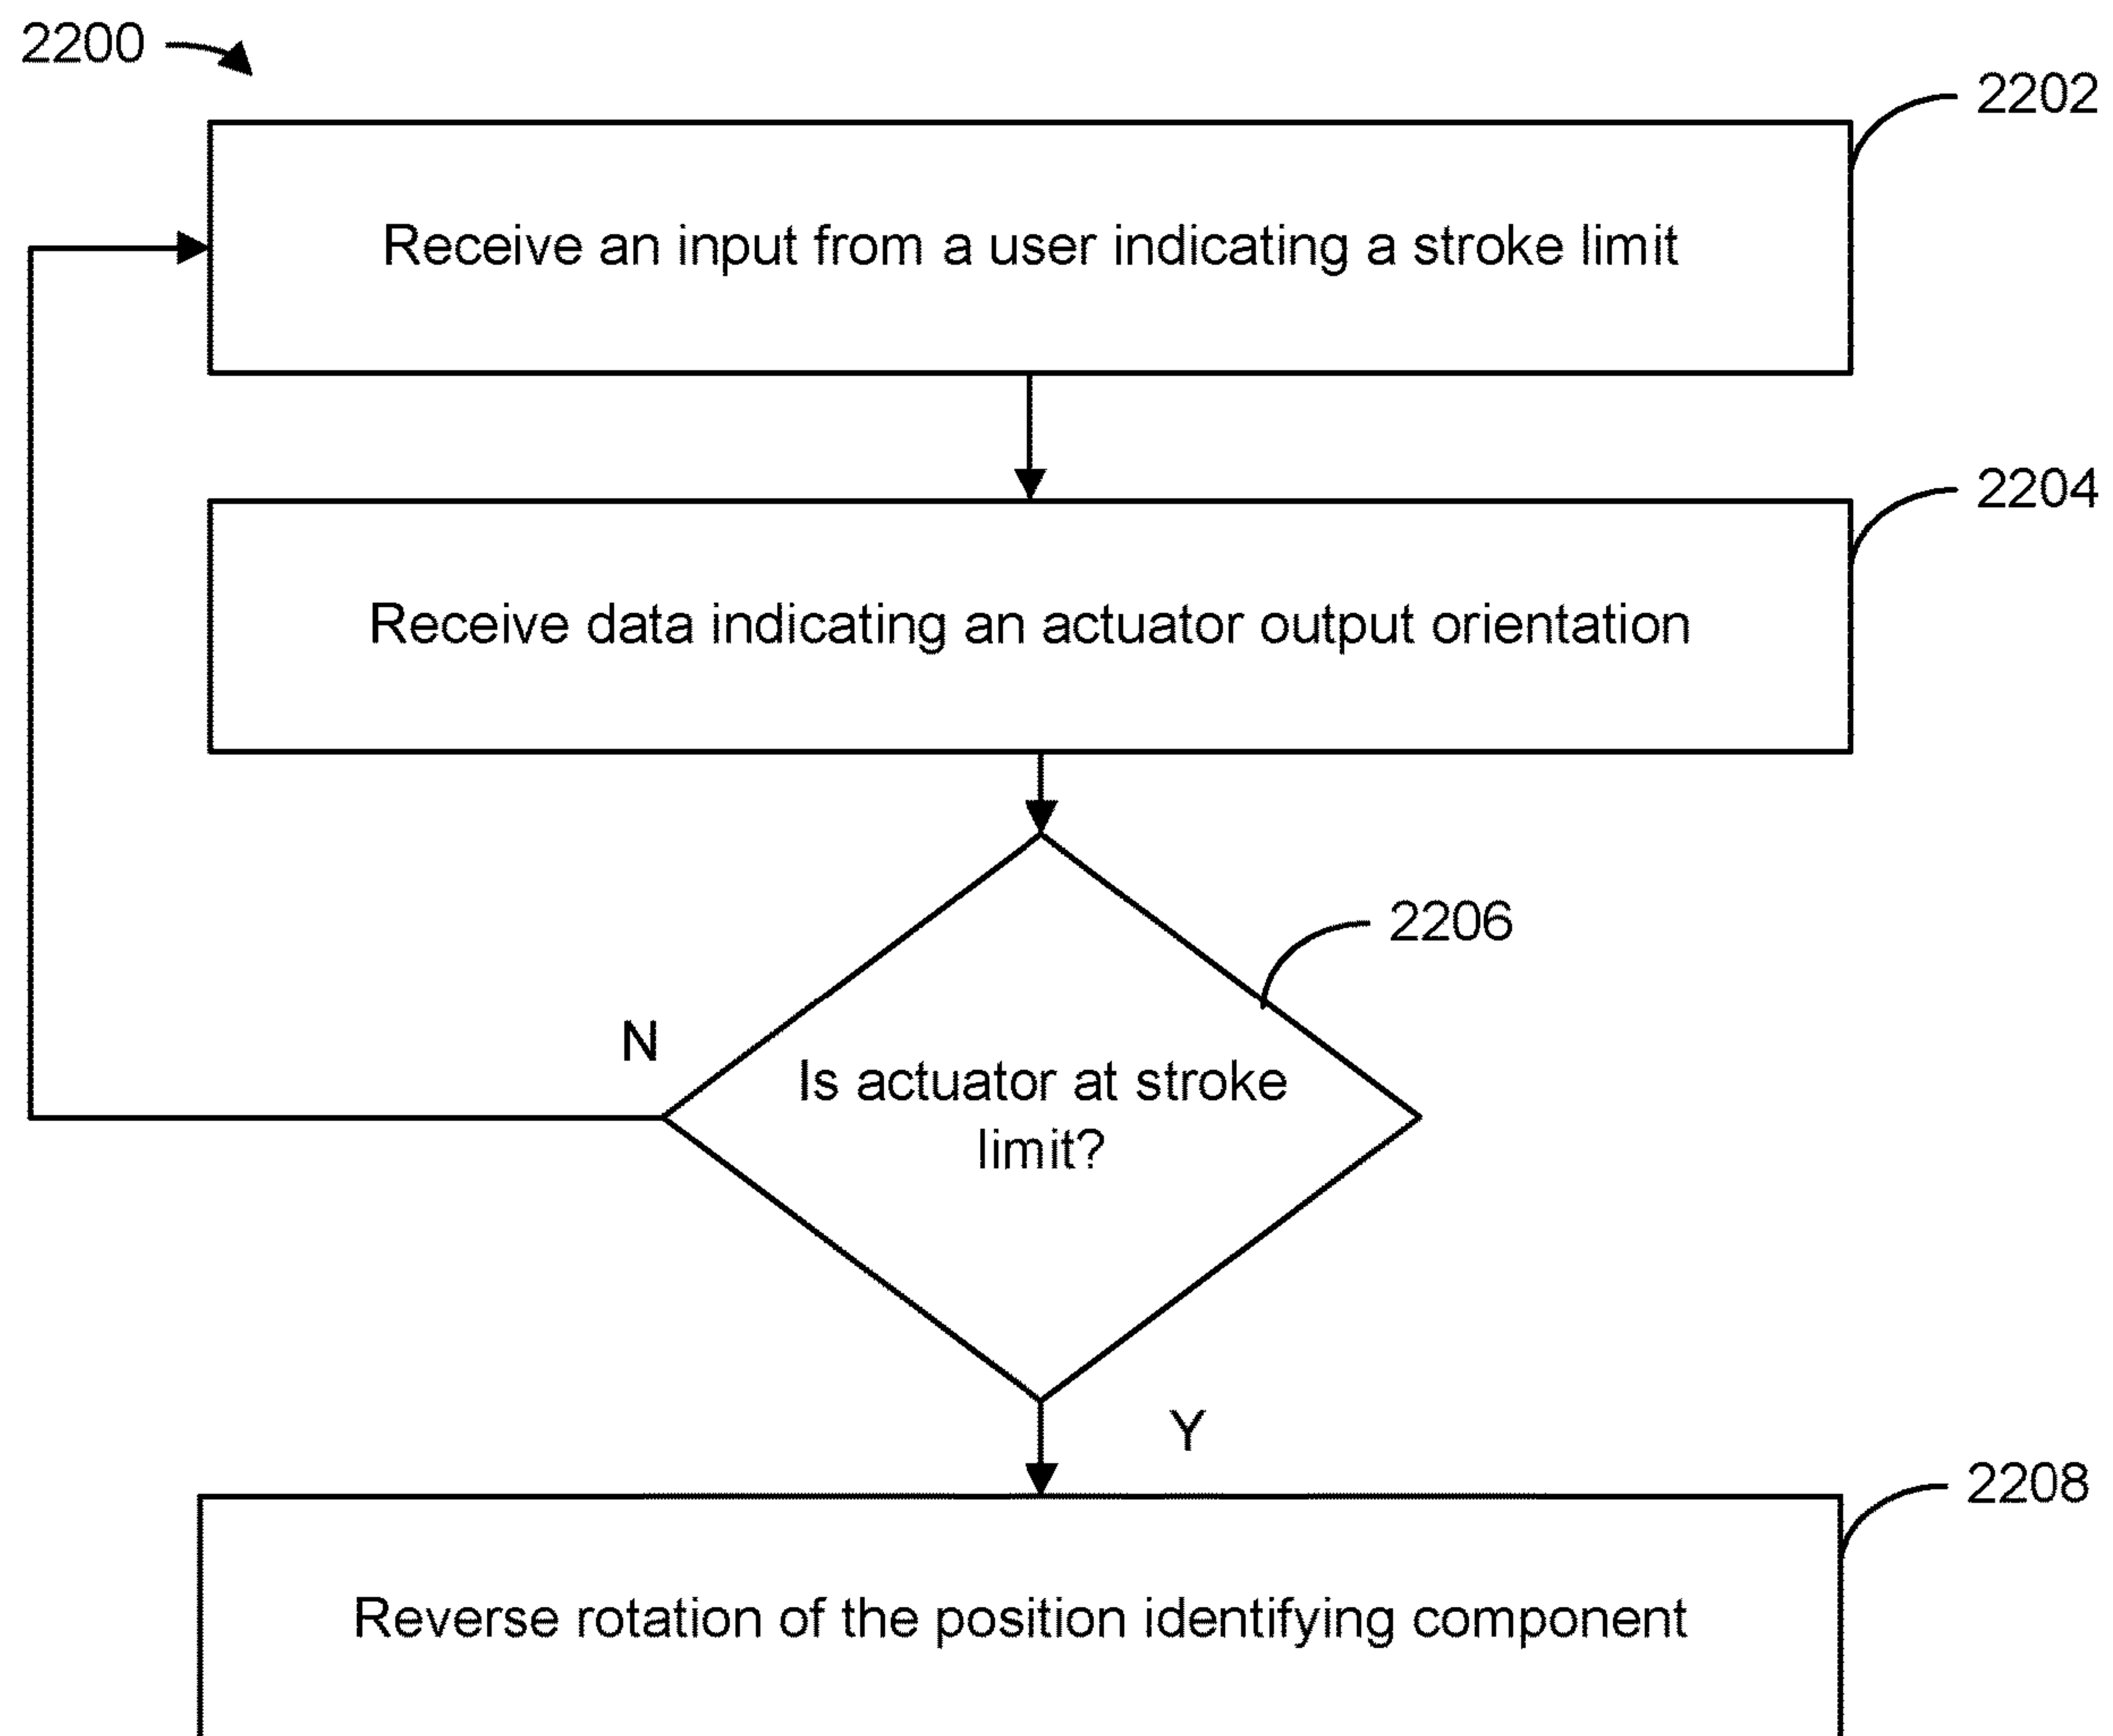 2200
2202
Receive an input from a user indicating a stroke limit
2204
Receive data indicating an actuator output orientation
2206
N
Is actuator at stroke
limit?
Y
2208
Reverse rotation of the position identifying component